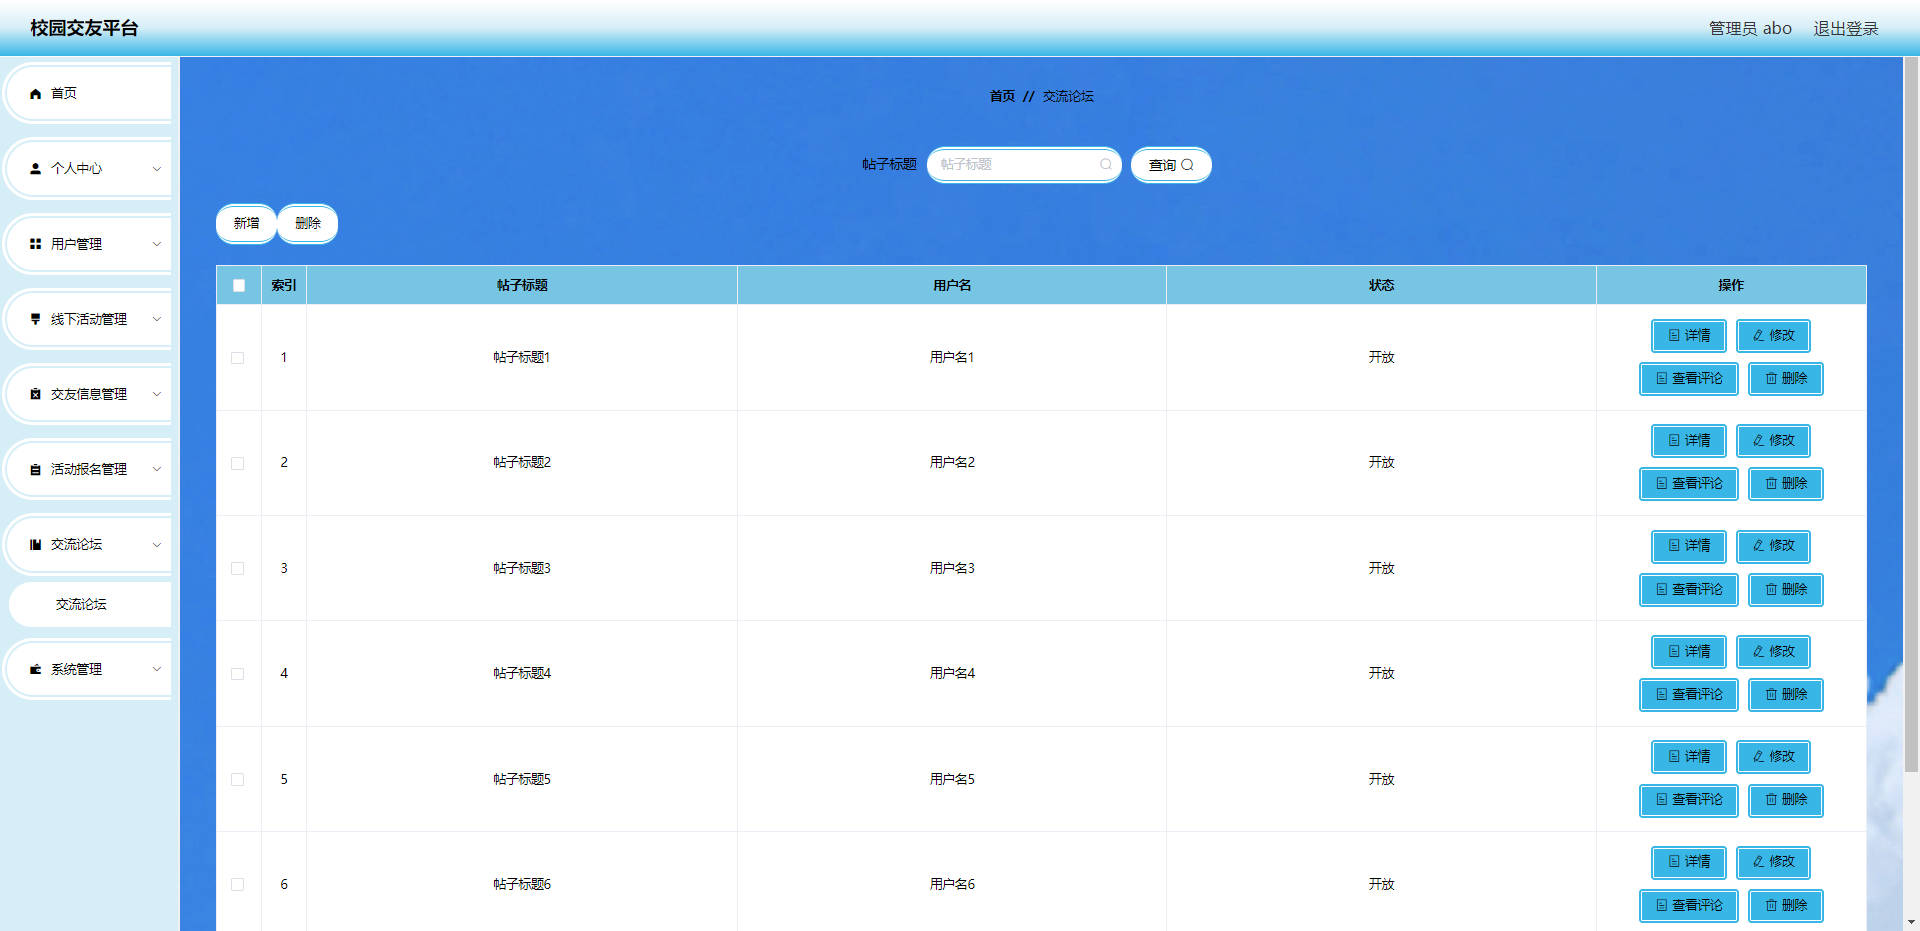 校园交友平台
管理员 abo 退出登录
首页
个人中心
用户管理
线下活动管理
交友信息管理
活动报名管理
交流论坛
交流论坛
系统管理
首页 // 交流论坛
帖子标题 帖子标题 查询
新增 删除
索引 帖子标题 用户名 状态 操作
1 帖子标题1 用户名1 开放 详情 修改
查看评论 删除
2 帖子标题2 用户名2 开放 详情 修改
查看评论 删除
3 帖子标题3 用户名3 开放 详情 修改
查看评论 删除
4 帖子标题4 用户名4 开放 详情 修改
查看评论 删除
5 帖子标题5 用户名5 开放 详情 修改
查看评论 删除
6 帖子标题6 用户名6 开放 详情 修改
查看评论 删除